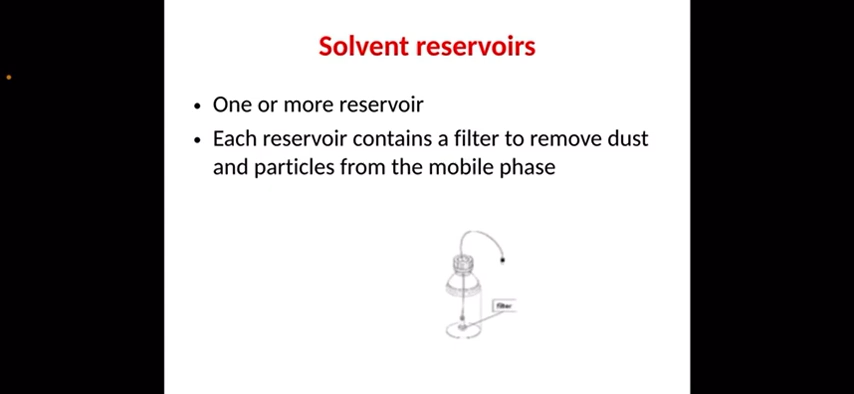 Solvent reservoirs
• One or more reservoir
• Each reservoir contains a filter to remove dust
and particles from the mobile phase
filter